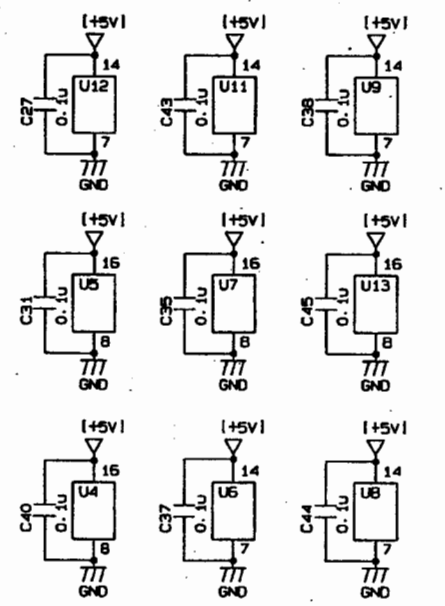 [+5V] [+5V] [+5V]
14 14 14
U12 U11 U9
C27 0.1u C43 0.1u C38 0.1u
7 7 7
GND GND GND
[+5V] [+5V] [+5V]
16 16 16
U5 U7 U13
C31 0.1u C35 0.1u C45 0.1u
8 8 8
GND GND GND
[+5V] [+5V] [+5V]
16 14 14
U4 U6 U8
C40 0.1u C37 0.1u C44 0.1u
8 7 7
GND GND GND